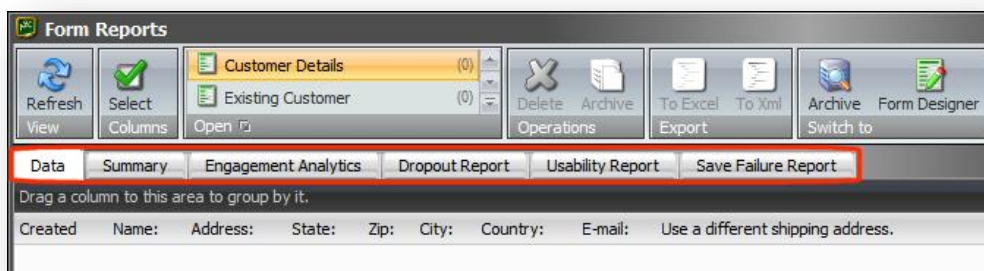 Form Reports
Customer Details (0)
Existing Customer (0)
Refresh Select Delete Archive To Excel To Xml Archive Form Designer
View Columns Open Operations Export Switch to
Data Summary Engagement Analytics Dropout Report Usability Report Save Failure Report
Drag a column to this area to group by it.
Created Name: Address: State: Zip: City: Country: E-mail: Use a different shipping address.